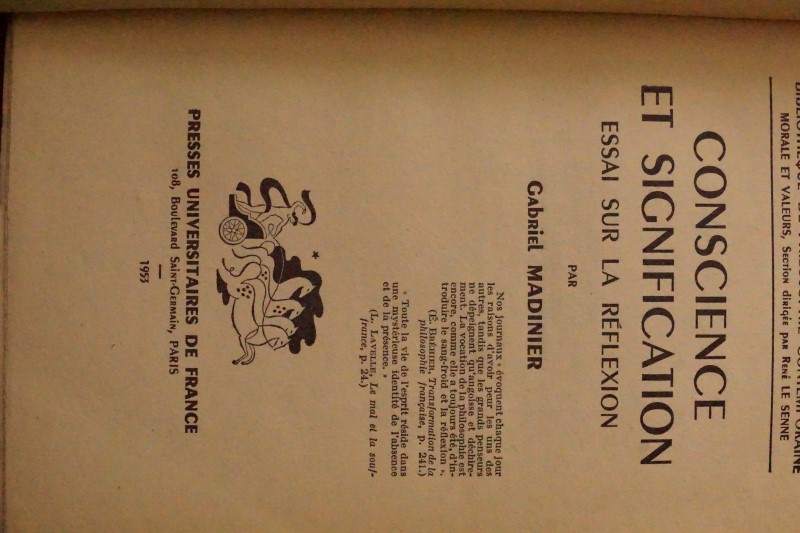 BIBLIOTHÈQUE DE PHILOSOPHIE CONTEMPORAINE
MORALE ET VALEURS, Section dirigée par René LE SENNE
CONSCIENCE
ET SIGNIFICATION
ESSAI SUR LA RÉFLEXION
PAR
Gabriel MADINIER
Nos journaux « évoquent chaque jour
les raisons d'avoir peur les uns des
autres, tandis que les grands penseurs
ne dépeignent qu'angoisse et déchire-
ment. La vocation de la philosophie est
encore, comme elle a toujours été, d'in-
troduire le sang-froid et la réflexion ».
(É. BRÉHIER, Transformation de la
philosophie française, p. 241.)
« Toute la vie de l'esprit réside dans
une mystérieuse identité de l'absence
et de la présence. »
(L. LAVELLE, Le mal et la souf-
france, p. 24.)
PRESSES UNIVERSITAIRES DE FRANCE
108, Boulevard Saint-Germain, PARIS
1953